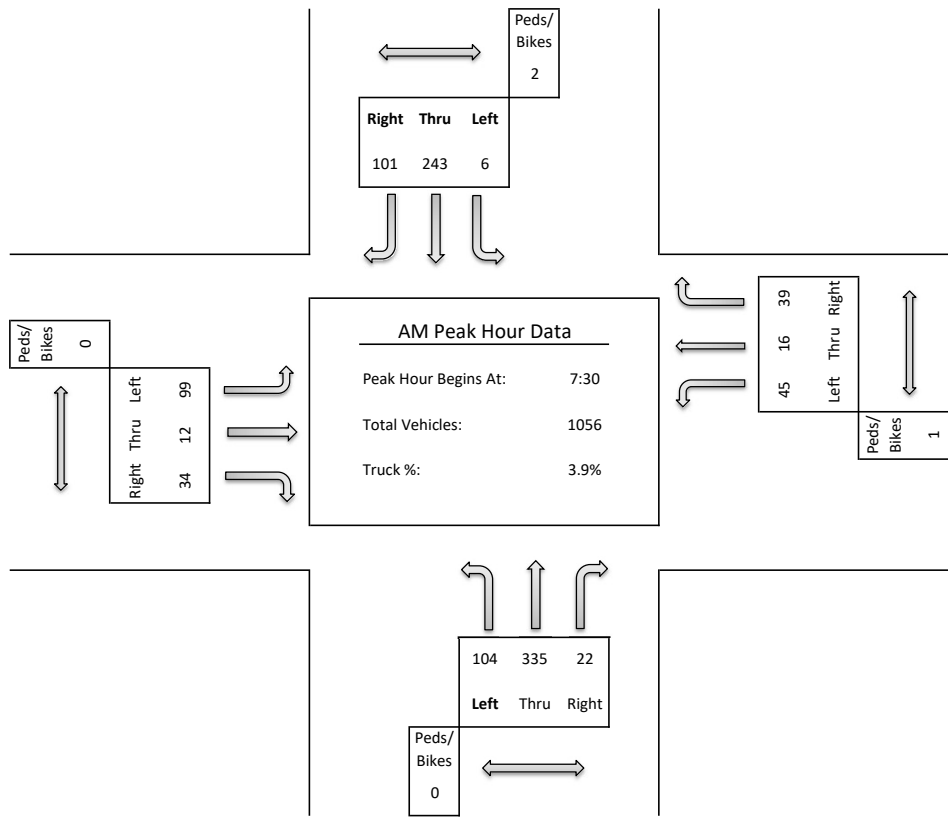 Peds/
Bikes
2
Right Thru Left
101 243 6
Peds/
Bikes
0
Left 99
Thru 12
Right 34
AM Peak Hour Data
Peak Hour Begins At: 7:30
Total Vehicles: 1056
Truck %: 3.9%
39 Right
16 Thru
45 Left
Peds/
Bikes
1
104 335 22
Left Thru Right
Peds/
Bikes
0